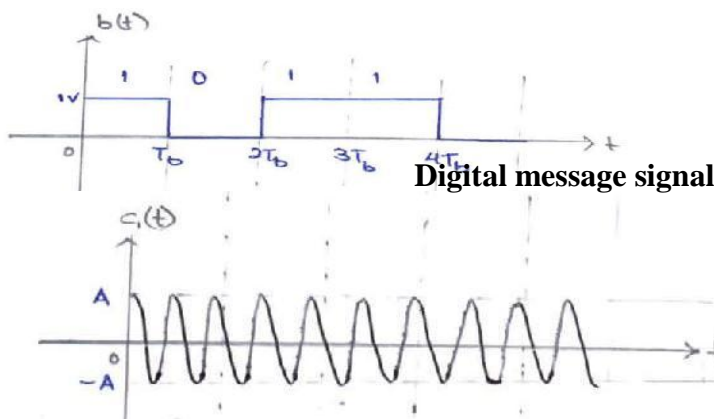 b(t)
1 0 1 1
1V
0 Tb 2Tb 3Tb 4Tb t
Digital message signal
c1(t)
A
0
-A